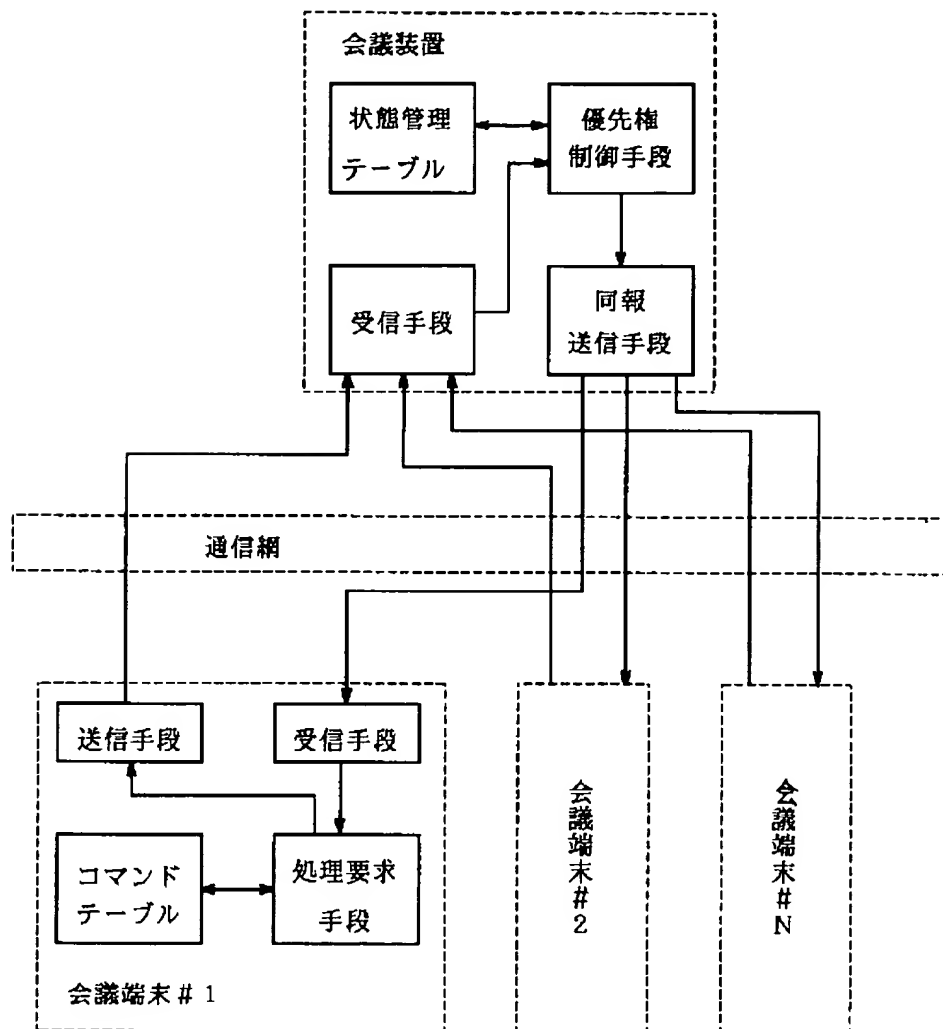 会議装置
状態管理
テーブル
優先権
制御手段
受信手段
同報
送信手段
通信網
送信手段
受信手段
コマンド
テーブル
処理要求
手段
会議端末#1
会議端末#2
会議端末#N